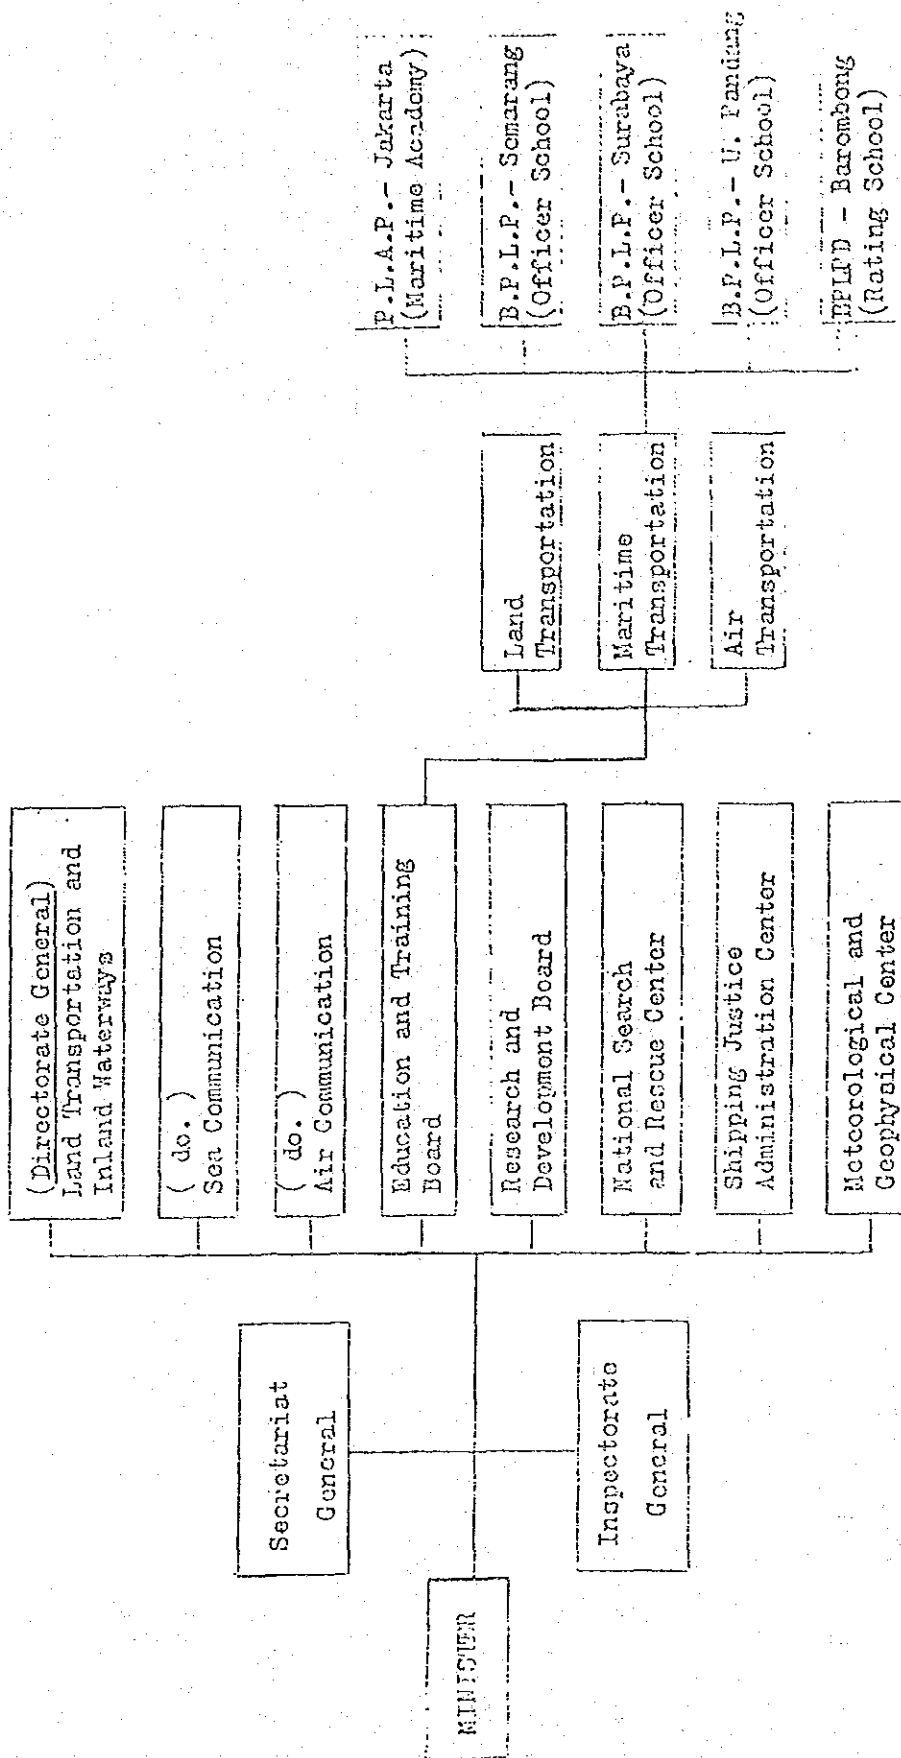 MINISTER
Secretariat
General
Inspectorate
General
(Directorate General)
Land Transportation and
Inland Waterways
( do. )
Sea Communication
( do. )
Air Communication
Education and Training
Board
Research and
Development Board
National Search
and Rescue Center
Shipping Justice
Administration Center
Meteorological and
Geophysical Center
Land
Transportation
Maritime
Transportation
Air
Transportation
P.L.A.P.- Jakarta
(Maritime Academy)
B.P.L.P.- Semarang
(Officer School)
B.P.L.P.- Surabaya
(Officer School)
B.P.L.P.- U. Pandang
(Officer School)
- Barombong
(Rating School)